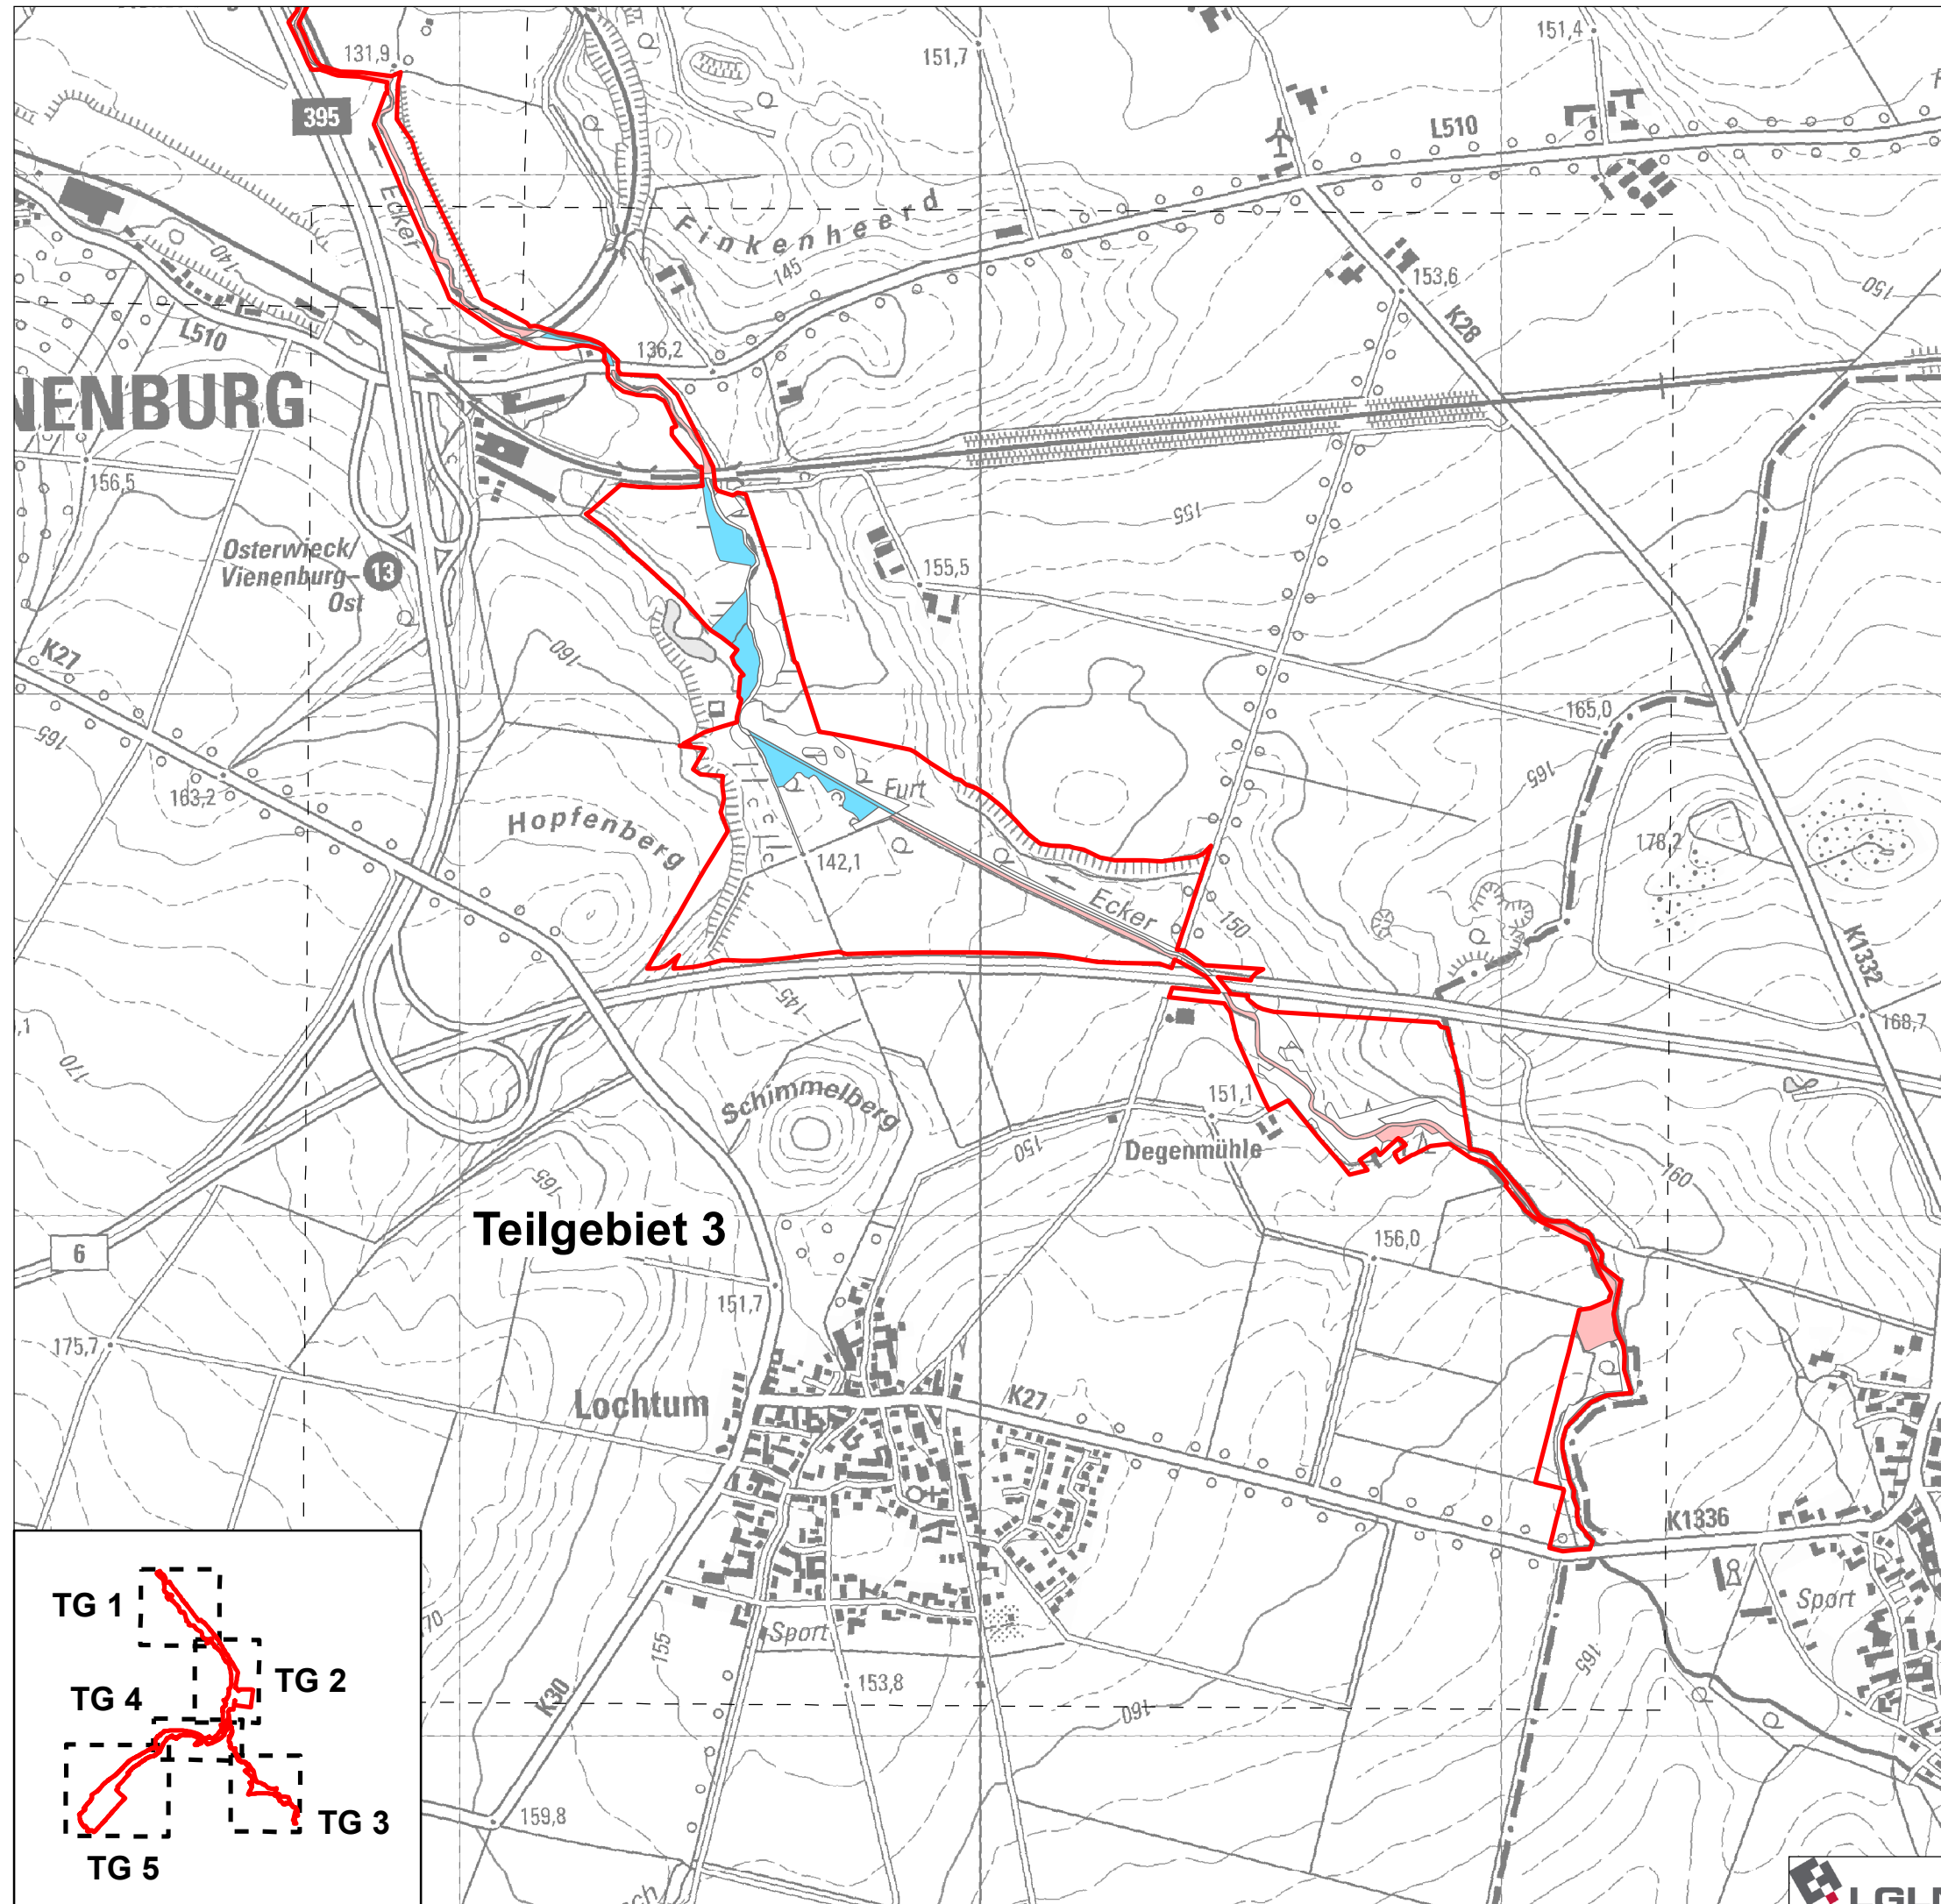 131,9
151,7
151,4
395
L510
Ecker
Finkenheerd
145
140
153,6
150
K28
L510
136,2
NENBURG
156,5
155
Osterwieck/
Vienenburg-
Ost
13
155,5
K27
160
165
165,0
163,2
165
Hopfenberg
Furt
142,1
178,2
Ecker
150
K1332
145
168,7
170
Schimmelberg
151,1
150
Degenmühle
165
160
Teilgebiet 3
6
156,0
151,7
175,7
Lochtum
K27
K1336
Sport
Sport
TG 1
TG 2
TG 4
TG 3
TG 5
70
155
165
153,8
K30
160
159,8